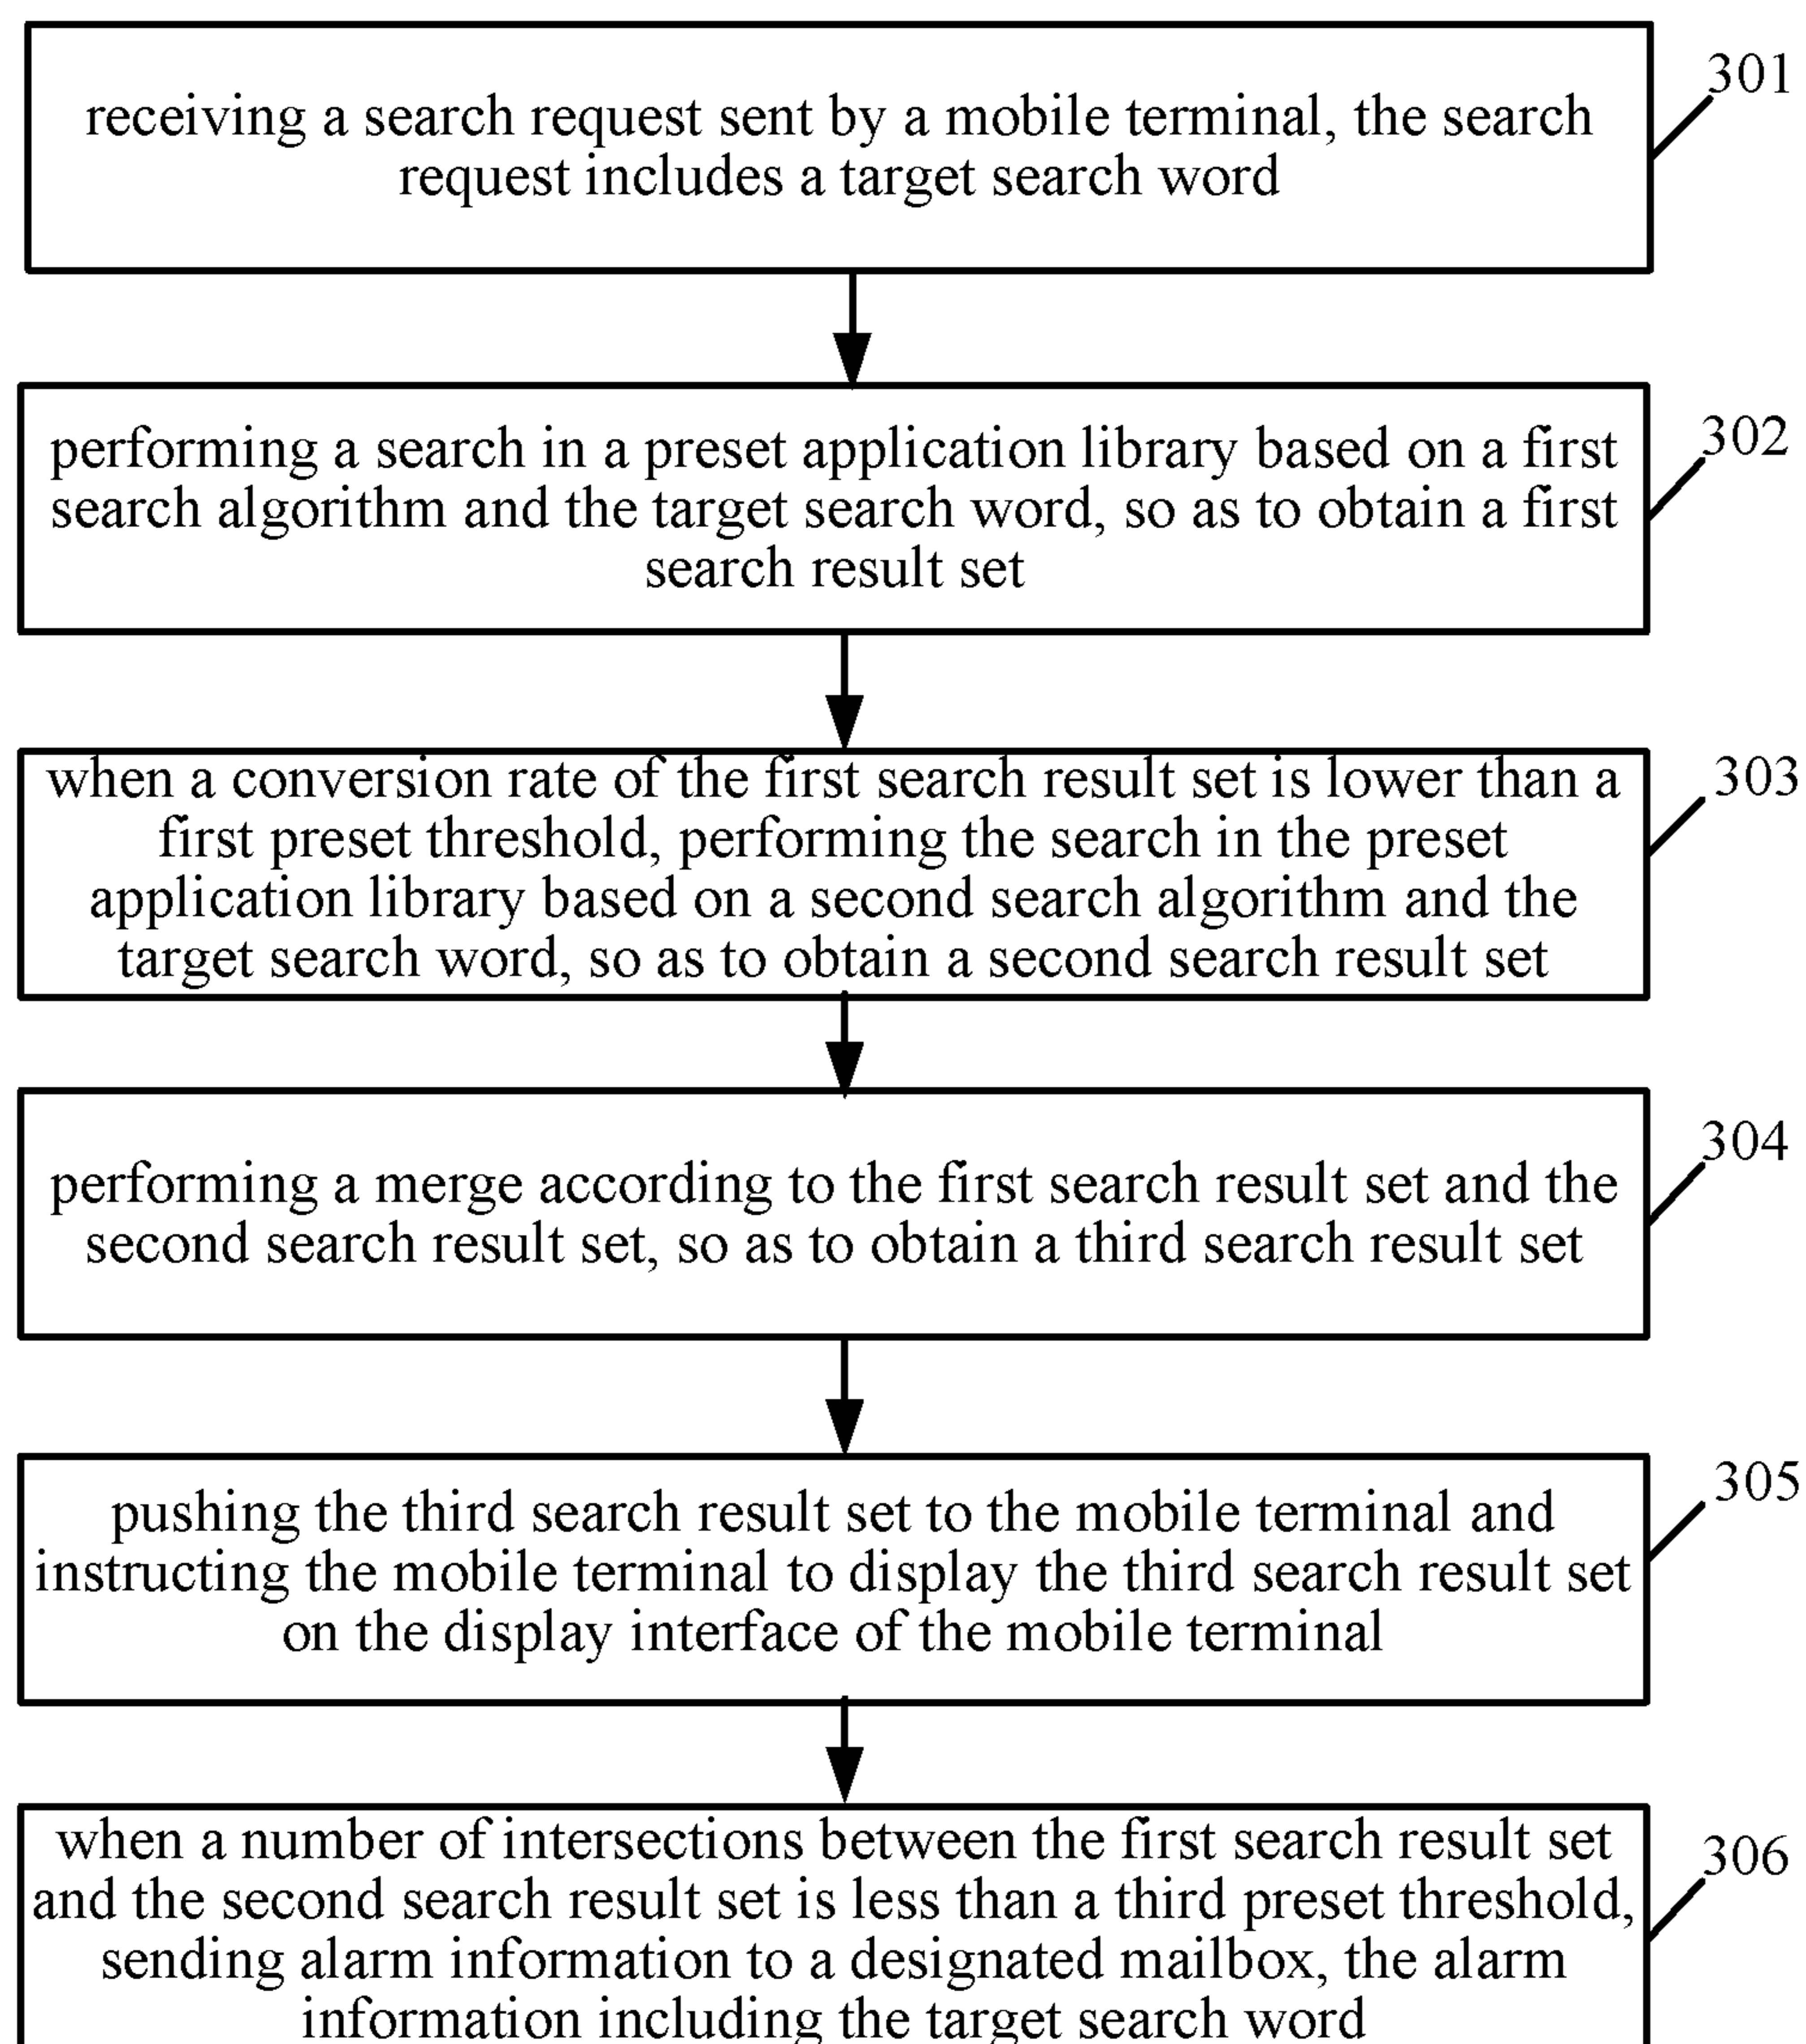 receiving a search request sent by a mobile terminal, the search
request includes a target search word
301
performing a search in a preset application library based on a first
search algorithm and the target search word, so as to obtain a first
search result set
302
when a conversion rate of the first search result set is lower than a
first preset threshold, performing the search in the preset
application library based on a second search algorithm and the
target search word, so as to obtain a second search result set
303
performing a merge according to the first search result set and the
second search result set, so as to obtain a third search result set
304
pushing the third search result set to the mobile terminal and
instructing the mobile terminal to display the third search result set
on the display interface of the mobile terminal
305
when a number of intersections between the first search result set
and the second search result set is less than a third preset threshold,
sending alarm information to a designated mailbox, the alarm
information including the target search word
306